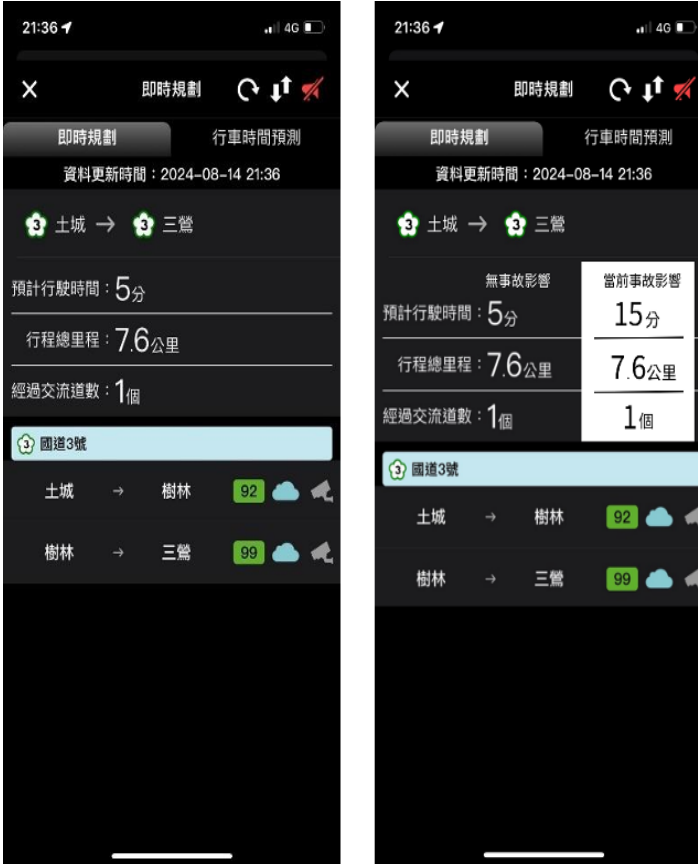 21:36 4G
即時規劃
即時規劃 行車時間預測
資料更新時間：2024-08-14 21:36
3 土城 → 3 三鶯
預計行駛時間：5分
行程總里程：7.6公里
經過交流道數：1個
3 國道3號
土城 → 樹林 92
樹林 → 三鶯 99
21:36 4G
即時規劃
即時規劃 行車時間預測
資料更新時間：2024-08-14 21:36
3 土城 → 3 三鶯
無事故影響 當前事故影響
預計行駛時間：5分 15分
行程總里程：7.6公里 7.6公里
經過交流道數：1個 1個
3 國道3號
土城 → 樹林 92
樹林 → 三鶯 99